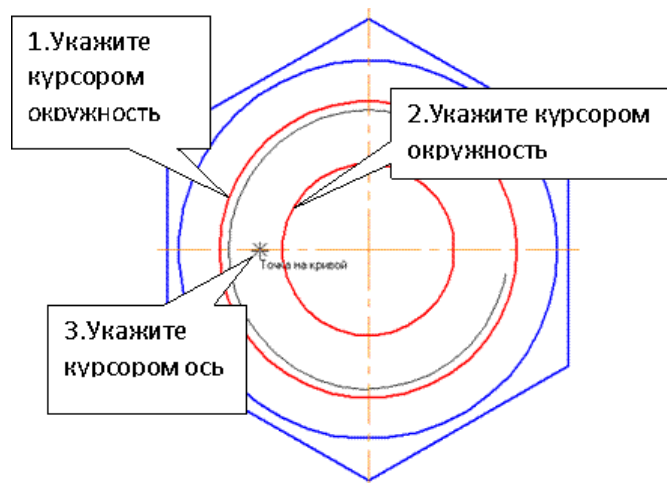 1.Укажите
курсором
окружность
2.Укажите курсором
окружность
Точка на кривой
3.Укажите
курсором ось